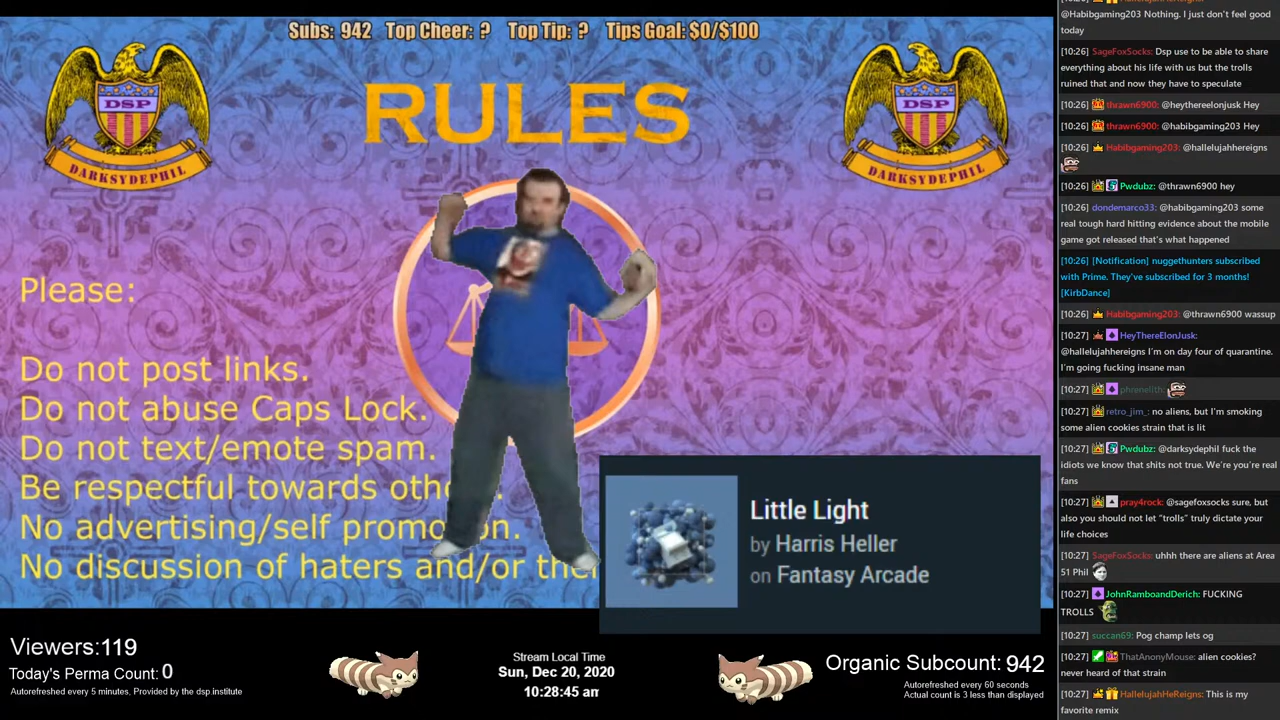 Subs: 942 Top Cheer: ? Top Tip: ? Tips Goal: $0/$100
DSP
DARKSYDEPHIL
RULES
DSP
DARKSYDEPHIL
Please:
Do not post links.
Do not abuse Caps Lock.
Do not text/emote spam.
Be respectful towards oth
No advertising/self promo on.
No discussion of haters and/or the
Little Light
by Harris Heller
on Fantasy Arcade
Viewers:119
Today's Perma Count: 0
Autorefreshed every 5 minutes, Provided by the dsp.institute
Stream Local Time
Sun, Dec 20, 2020
10:28:45 am
Organic Subcount: 942
Autorefreshed every 60 seconds
Actual count is 3 less than displayed
@Habibgaming203 Nothing. I just don't feel good
today
[10:26] SageFoxSocks: Dsp use to be able to share
everything about his life with us but the trolls
ruined that and now they have to speculate
[10:26] thrawn6900: @heythereelonjusk Hey
[10:26] thrawn6900: @habibgaming203 Hey
[10:26] Habibgaming203: @hallelujahhereigns
[10:26] Pwdubz: @thrawn6900 hey
[10:26] dondemarco33: @habibgaming203 some
real tough hard hitting evidence about the mobile
game got released that's what happened
[10:26] [Notification] nuggethunters subscribed
with Prime. They've subscribed for 3 months!
[KirbDance]
[10:26] Habibgaming203: @thrawn6900 wassup
[10:27] HeyThereElonJusk:
@hallelujahhereigns I'm on day four of quarantine.
I'm going fucking insane man
[10:27] phrenelith:
[10:27] retro_jim_: no aliens, but I'm smoking
some alien cookies strain that is lit
[10:27] Pwdubz: @darksydephil fuck the
idiots we know that shits not true. We're you're real
fans
[10:27] pray4rock: @sagefoxsocks sure, but
also you should not let "trolls" truly dictate your
life choices
[10:27] SageFoxSocks: uhhh there are aliens at Area
51 Phil
[10:27] JohnRamboandDerich: FUCKING
TROLLS
[10:27] succan69: Pog champ lets og
[10:27] ThatAnonyMouse: alien cookies?
never heard of that strain
[10:27] HallelujahHeReigns: This is my
favorite remix